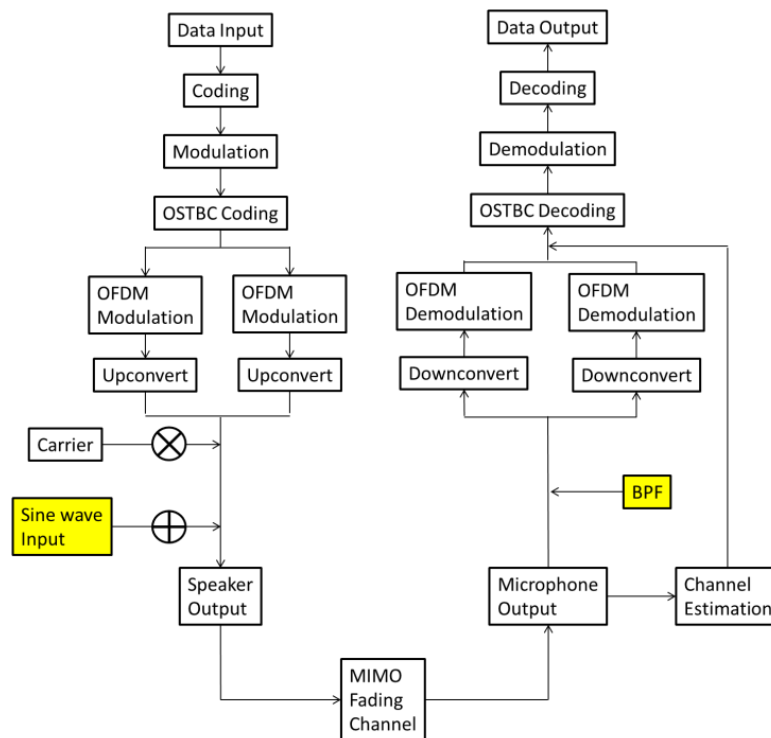 Data Input
Coding
Modulation
OSTBC Coding
OFDM
Modulation
OFDM
Modulation
Upconvert
Upconvert
Carrier
Sine wave
Input
Speaker
Output
MIMO
Fading
Channel
Data Output
Decoding
Demodulation
OSTBC Decoding
OFDM
Demodulation
OFDM
Demodulation
Downconvert
Downconvert
BPF
Microphone
Output
Channel
Estimation